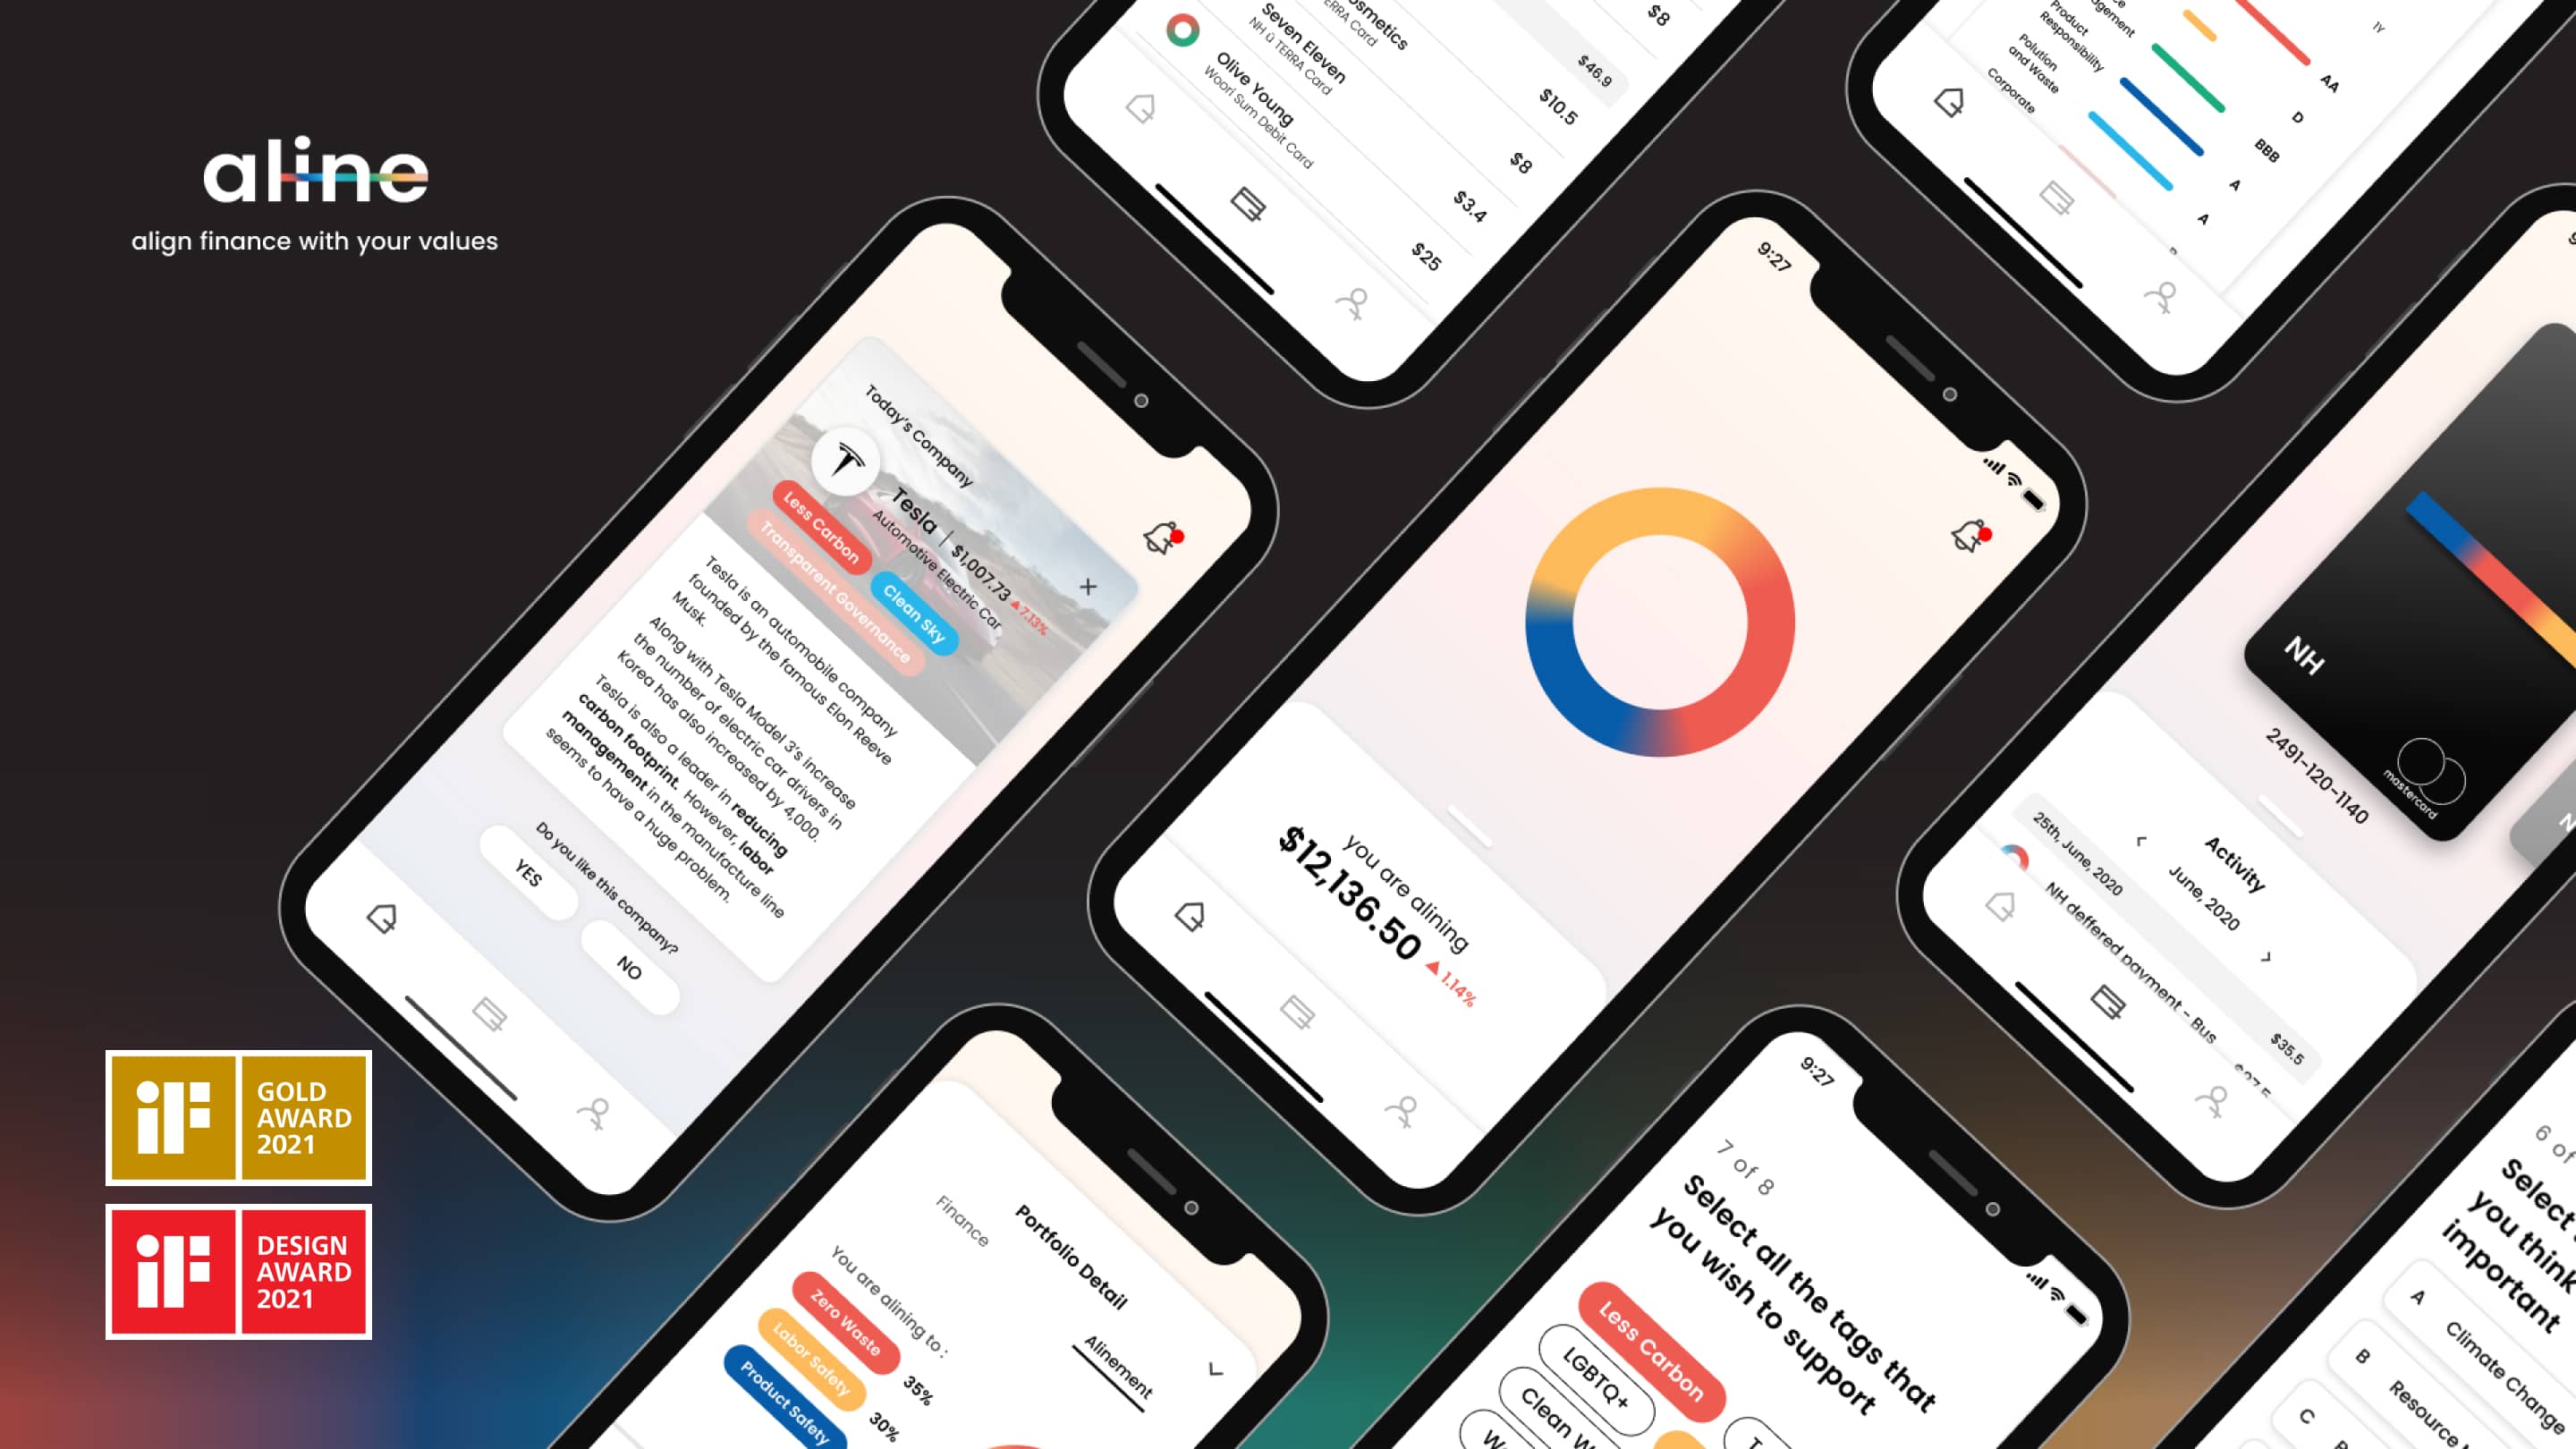 aline
align finance with your values
iF
GOLD
AWARD
2021
iF
DESIGN
AWARD
2021
$8
$46.9
Seven Eleven
NH ü TERRA Card
$10.5
Olive Young
Woori Sum Debit Card
$8
$3.4
$25
1Y
Product
Responsibility
Polution
and Waste
Corporate
AA
D
BBB
A
A
Today's Company
Tesla | $1,007.73 ▲7.13%
Automotive Electric Car
Less Carbon
Clean Sky
Transparent Governance
Tesla is an automobile company
founded by the famous Elon Reeve
Musk.
Along with Tesla Model 3's increase
the number of electric car drivers in
Korea has also increased by 4,000.
Tesla is also a leader in reducing
carbon footprint. However, labor
management in the manufacture line
seems to have a huge problem.
Do you like this company?
YES
NO
9:27
you are alining
$12,136.50 ▲1.14%
NH
mastercard
2491-120-1140
Activity
June, 2020
25th, June, 2020
$35.5
NH deffered payment - Bus
Portfolio Detail
Finance
Alinement
You are alining to :
Zero Waste
35%
Labor Safety
30%
Product Safety
9:27
7 of 8
Select all the tags that
you wish to support
Less Carbon
LGBTQ+
Clean W
6 of
Select
you think
important
A
Climate Change
B
Resource
C